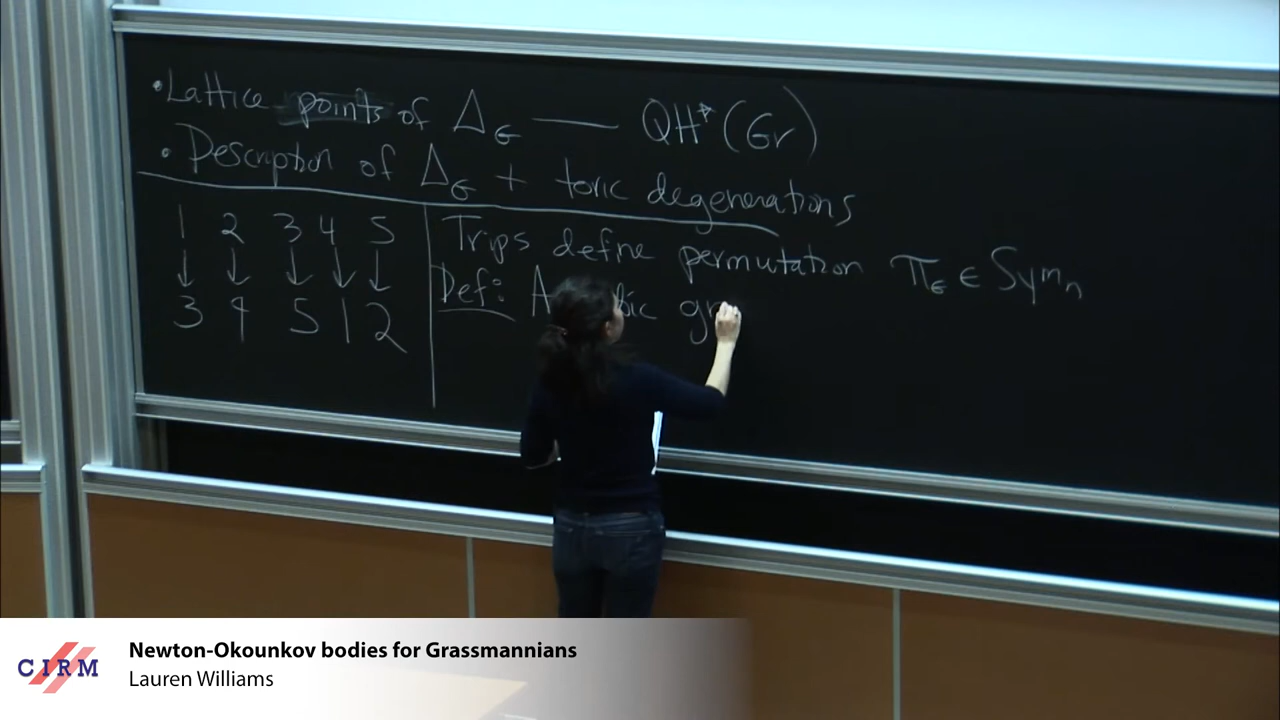 • Lattice points of Δ_G — QH*(Gr)
• Description of Δ_G + toric degenerations
1 2 3 4 5
↓ ↓ ↓ ↓ ↓
3 4 5 1 2
Trips define permutation π_G ∈ Sym_n
Def: A
CIRM
Newton-Okounkov bodies for Grassmannians
Lauren Williams